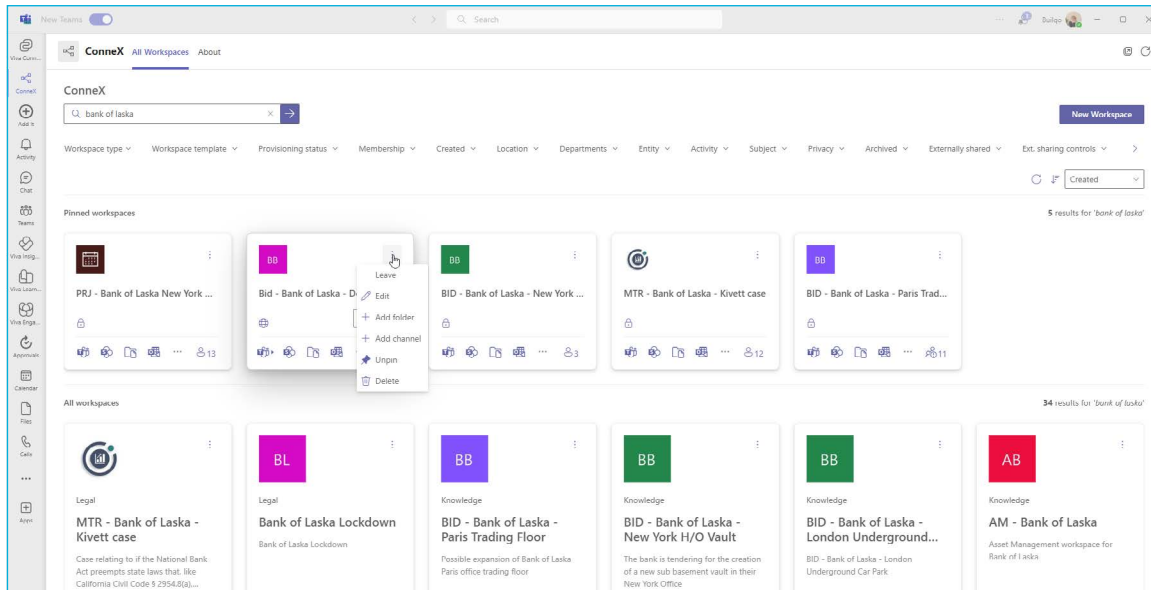 New Teams
Search
Builqo
ConneX All Workspaces About
Viva Conn...
ConneX
Add It
Activity
Chat
Teams
Viva Insig...
Viva Learn...
Viva Enga...
Approvals
Calendar
Files
Calls
Apps
ConneX
bank of laska
New Workspace
Workspace type Workspace template Provisioning status Membership Created Location Departments Entity Activity Subject Privacy Archived Externally shared Ext. sharing controls
Created
Pinned workspaces
5 results for 'bank of laska'
PRJ - Bank of Laska New York ...
13
BB
Bid - Bank of Laska - D
Leave
Edit
Add folder
Add channel
Unpin
Delete
BB
BID - Bank of Laska - New York ...
3
MTR - Bank of Laska - Kivett case
12
BB
BID - Bank of Laska - Paris Trad...
11
All workspaces
34 results for 'bank of laska'
Legal
MTR - Bank of Laska -
Kivett case
Case relating to if the National Bank
Act preempts state laws that, like
California Civil Code § 2954.8(a)....
BL
Legal
Bank of Laska Lockdown
Bank of Laska Lockdown
BB
Knowledge
BID - Bank of Laska -
Paris Trading Floor
Possible expansion of Bank of Laska
Paris office trading floor
BB
Knowledge
BID - Bank of Laska -
New York H/O Vault
The bank is tendering for the creation
of a new sub basement vault in their
New York Office
BB
Knowledge
BID - Bank of Laska -
London Underground...
BID - Bank of Laska - London
Underground Car Park
AB
Knowledge
AM - Bank of Laska
Asset Management workspace for
Bank of Laska